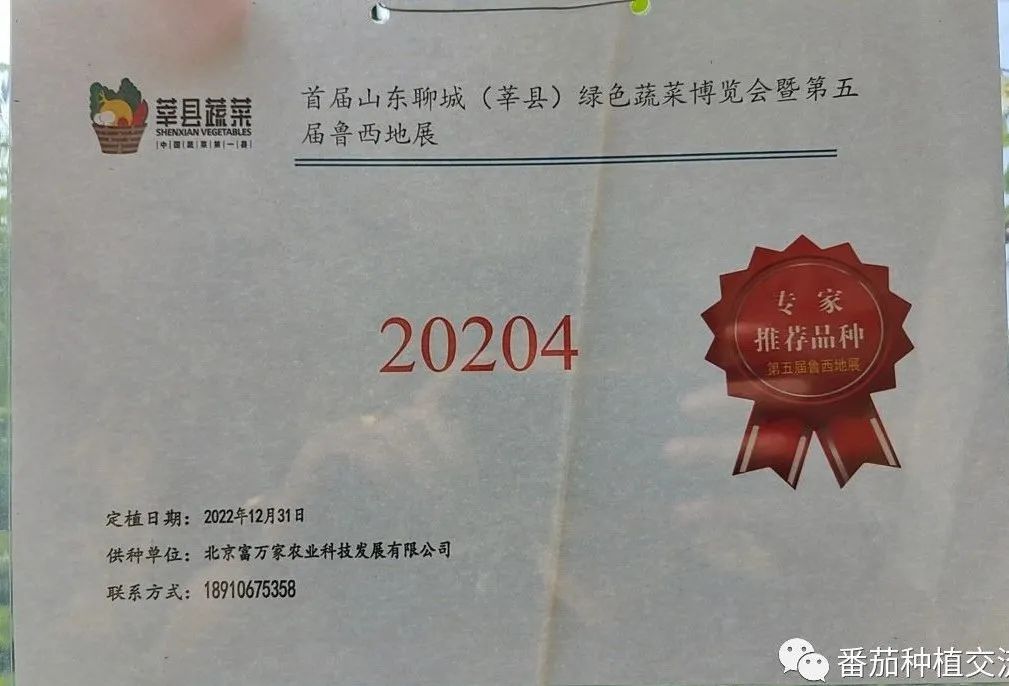 莘县蔬菜
SHENXIAN VEGETABLES
中国蔬菜第一县
首届山东聊城（莘县）绿色蔬菜博览会暨第五
届鲁西地展
20204
专家
推荐品种
第五届鲁西地展
定植日期：2022年12月31日
供种单位：北京富万家农业科技发展有限公司
联系方式：18910675358
番茄种植交流